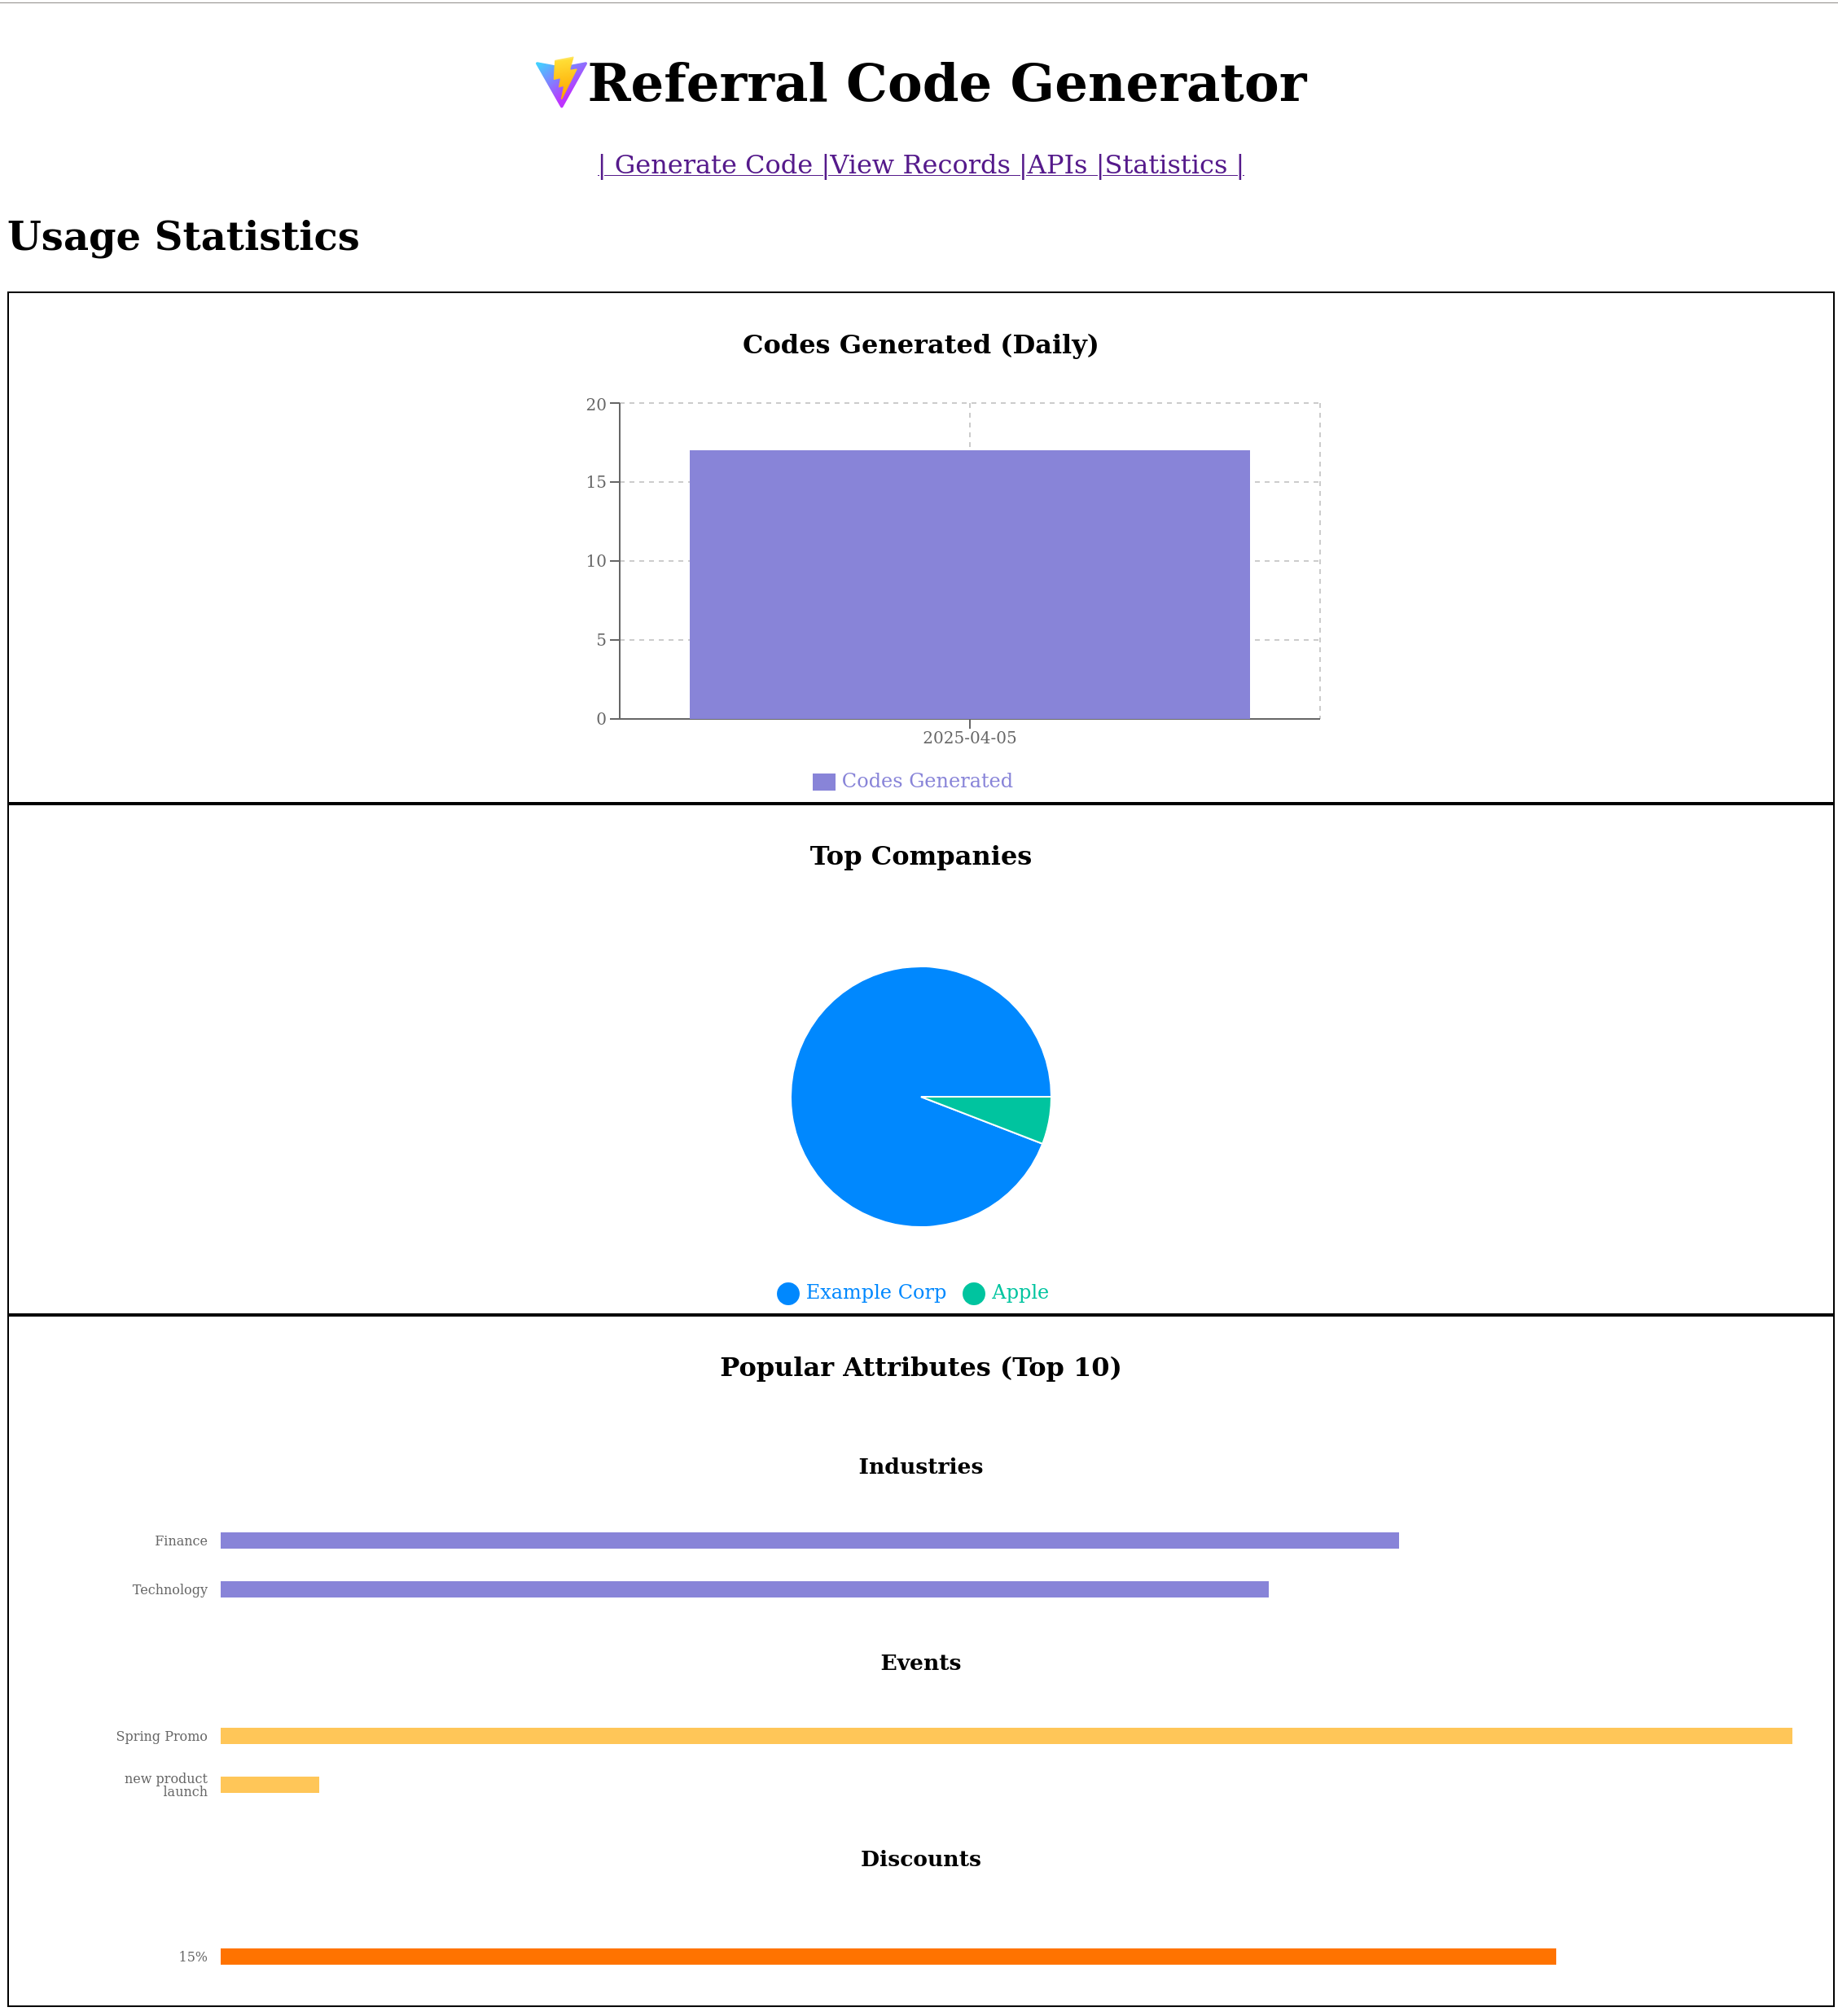 Referral Code Generator
| Generate Code |View Records |APIs |Statistics |
Usage Statistics
Codes Generated (Daily)
20
15
10
5
0
2025-04-05
Codes Generated
Top Companies
Example Corp Apple
Popular Attributes (Top 10)
Industries
Finance
Technology
Events
Spring Promo
new product
launch
Discounts
15%